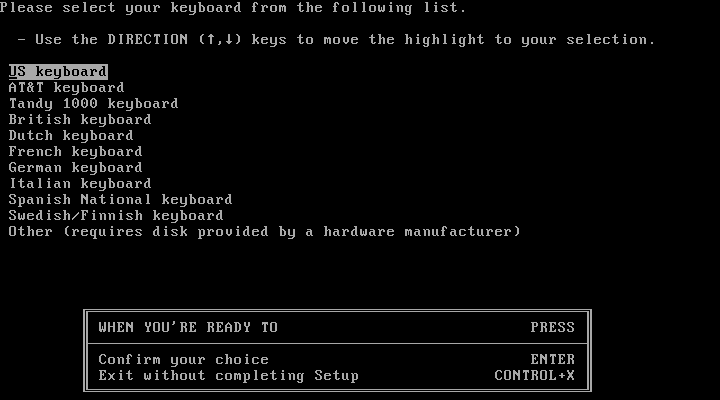 Please select your keyboard from the following list.
- Use the DIRECTION (↑,↓) keys to move the highlight to your selection.
US keyboard
AT&T keyboard
Tandy 1000 keyboard
British keyboard
Dutch keyboard
French keyboard
German keyboard
Italian keyboard
Spanish National keyboard
Swedish/Finnish keyboard
Other (requires disk provided by a hardware manufacturer)
WHEN YOU'RE READY TO PRESS
Confirm your choice ENTER
Exit without completing Setup CONTROL+X